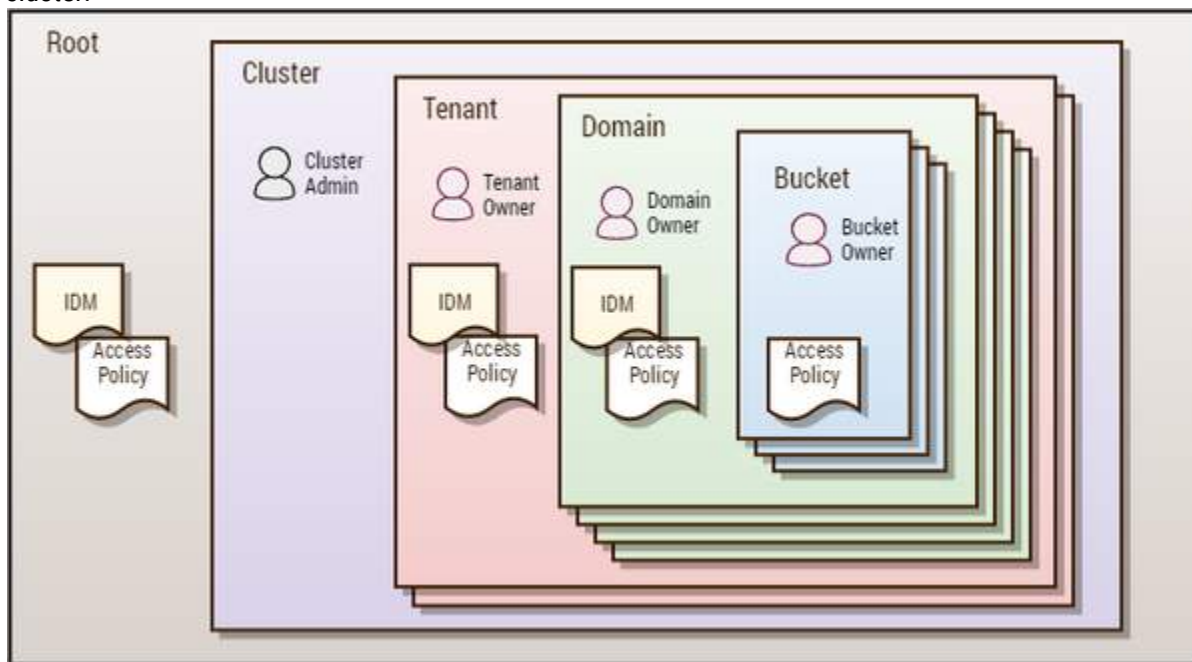 cluster.
Root
Cluster
Tenant
Domain
Bucket
Cluster
Admin
Tenant
Owner
Domain
Owner
Bucket
Owner
IDM
Access
Policy
IDM
Access
Policy
IDM
Access
Policy
Access
Policy